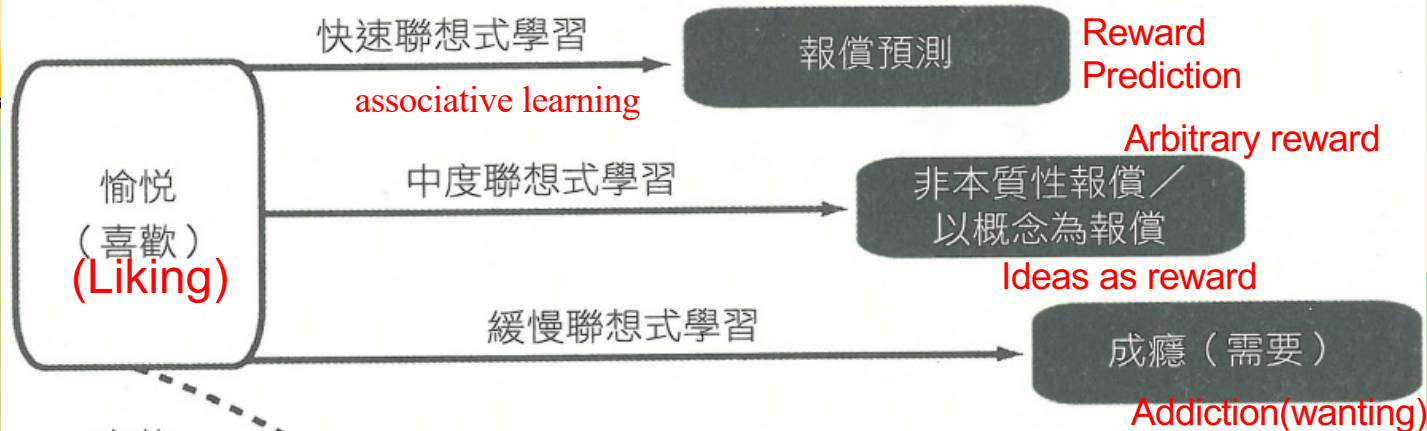 快速聯想式學習
associative learning
報償預測
Reward
Prediction
愉悅
（喜歡）
(Liking)
中度聯想式學習
Arbitrary reward
非本質性報償／
以概念為報償
Ideas as reward
緩慢聯想式學習
成癮（需要）
Addiction(wanting)